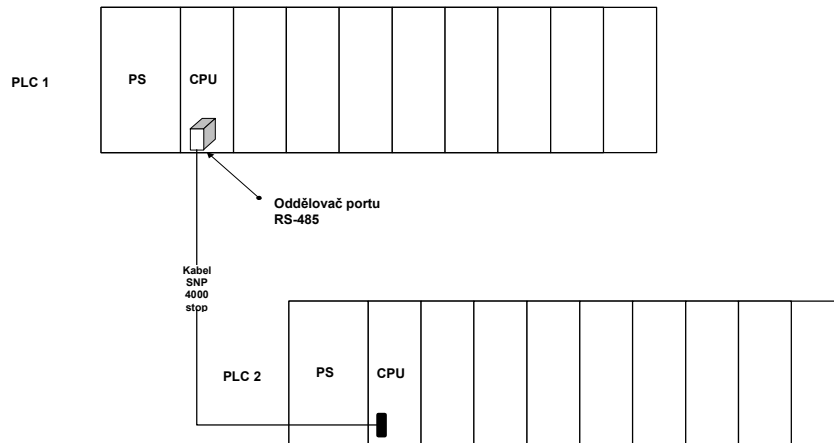 PLC 1
PS
CPU
Oddělovač portu
RS-485
Kabel
SNP
4000
stop
PLC 2
PS
CPU